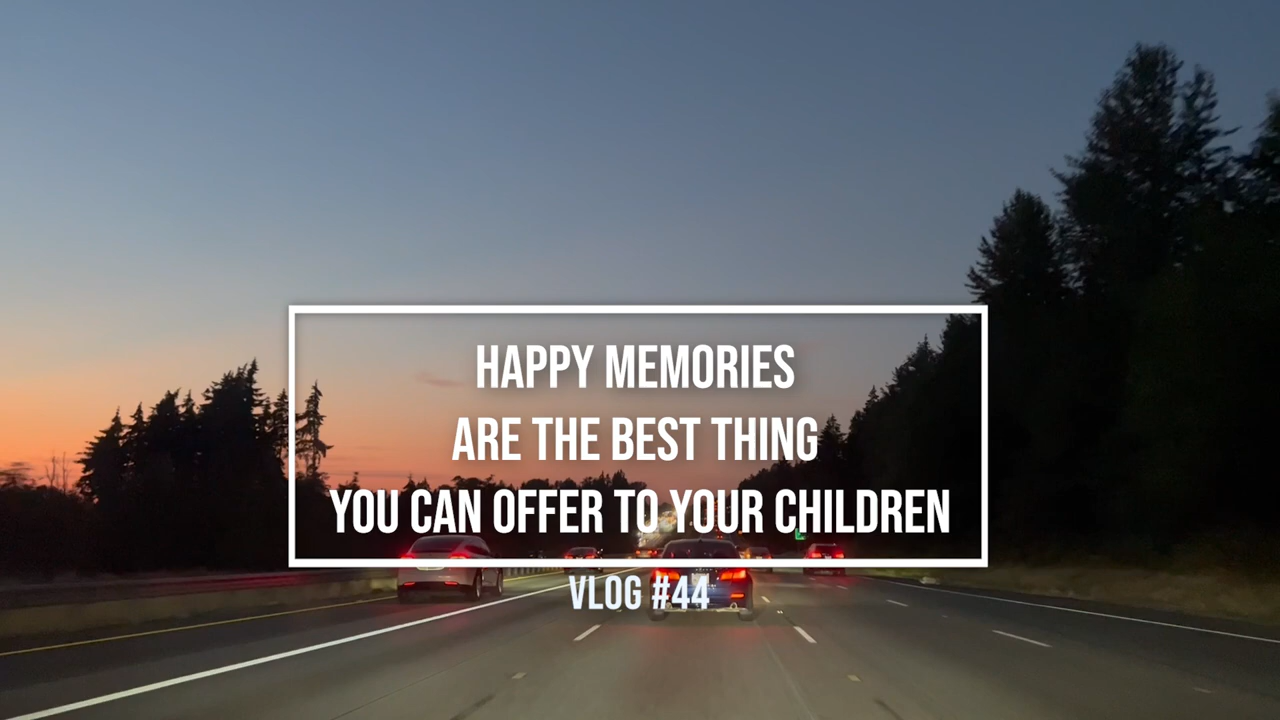 HAPPY MEMORIES
ARE THE BEST THING
YOU CAN OFFER TO YOUR CHILDREN
VLOG #44